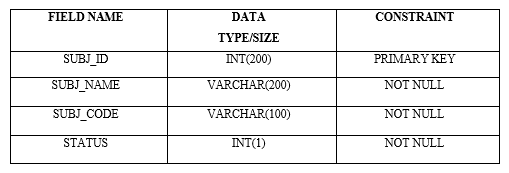 FIELD NAME DATA TYPE/SIZE CONSTRAINT
SUBJ_ID INT(200) PRIMARY KEY
SUBJ_NAME VARCHAR(200) NOT NULL
SUBJ_CODE VARCHAR(100) NOT NULL
STATUS INT(1) NOT NULL